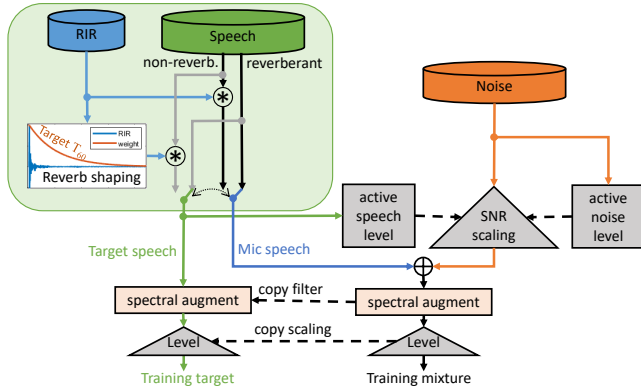 RIR
Speech
non-reverb.
reverberant
Noise
Target T60
RIR
weight
Reverb shaping
active
speech
level
SNR
scaling
active
noise
level
Target speech
Mic speech
spectral augment
copy filter
spectral augment
Level
copy scaling
Level
Training target
Training mixture